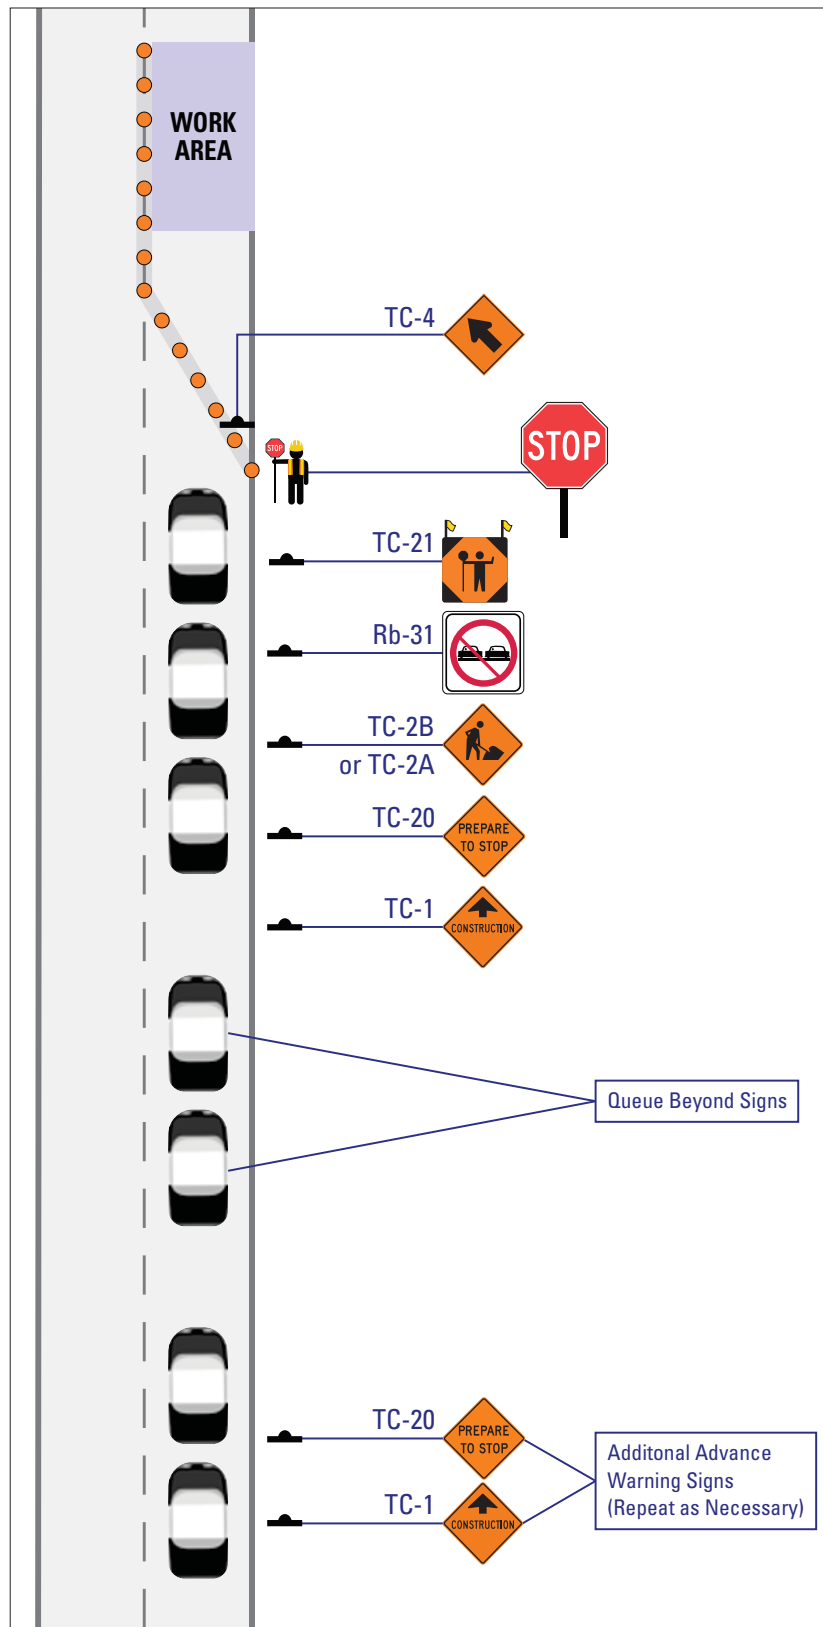 WORK
AREA
TC-4
STOP
STOP
TC-21
Rb-31
TC-2B
or TC-2A
TC-20
PREPARE
TO STOP
TC-1
CONSTRUCTION
Queue Beyond Signs
TC-20
PREPARE
TO STOP
TC-1
CONSTRUCTION
Additonal Advance
Warning Signs
(Repeat as Necessary)